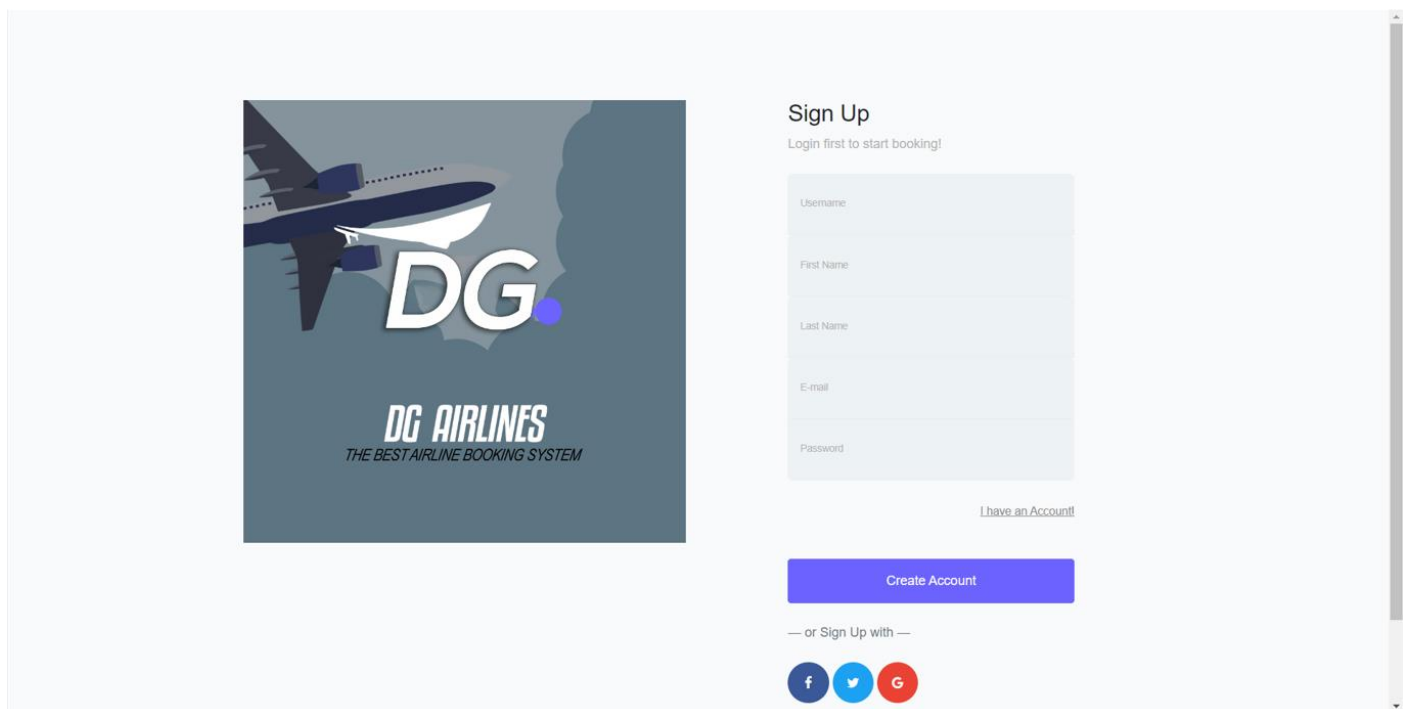 DG.
DG AIRLINES
THE BEST AIRLINE BOOKING SYSTEM
Sign Up
Login first to start booking!
Username
First Name
Last Name
E-mail
Password
I have an Account!
Create Account
— or Sign Up with —
f
G